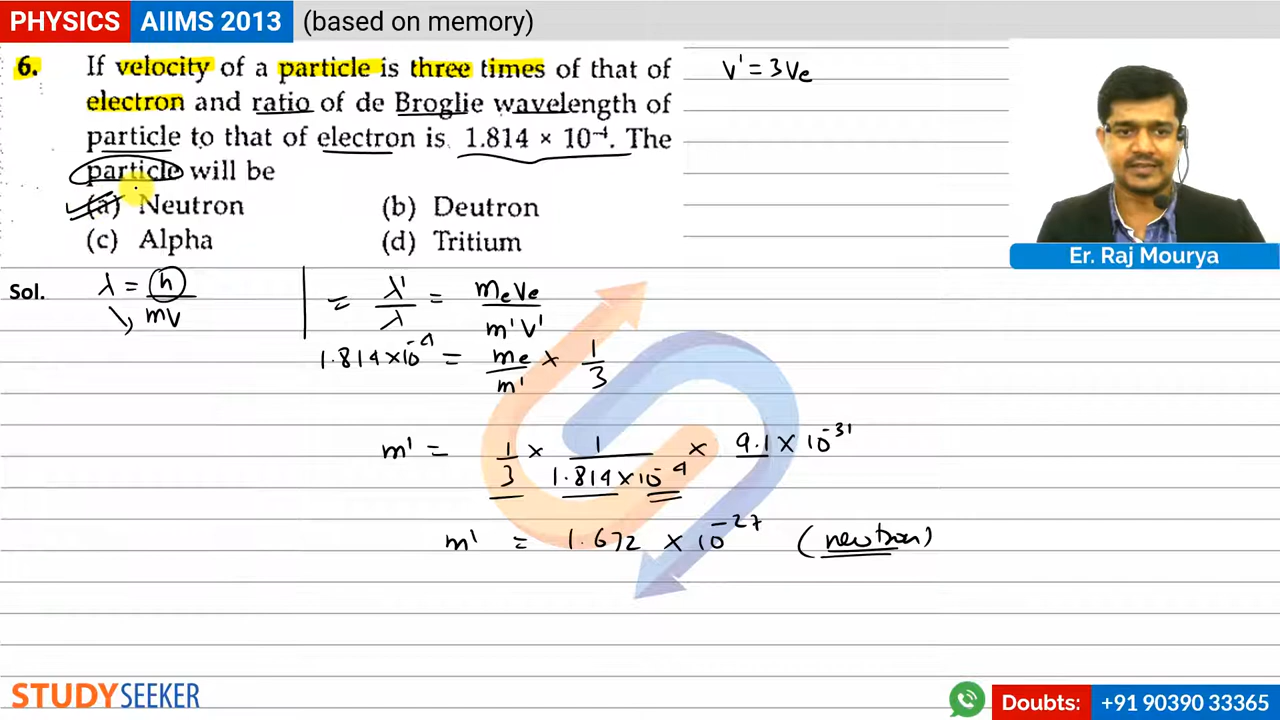 PHYSICS AIIMS 2013 (based on memory)
6. If velocity of a particle is three times of that of
electron and ratio of de Broglie wavelength of
particle to that of electron is 1.814 × 10⁻⁴. The
particle will be
(a) Neutron (b) Deutron
(c) Alpha (d) Tritium
V' = 3Ve
Er. Raj Mourya
Sol. λ = h/mv
= λ'/λ = meVe/m'V'
1.814×10⁻⁴ = me/m' × 1/3
m' = 1/3 × 1/1.814×10⁻⁴ × 9.1×10⁻³¹
m' = 1.672 × 10⁻²⁷ (neutron)
STUDYSEEKER
Doubts: +91 90390 33365